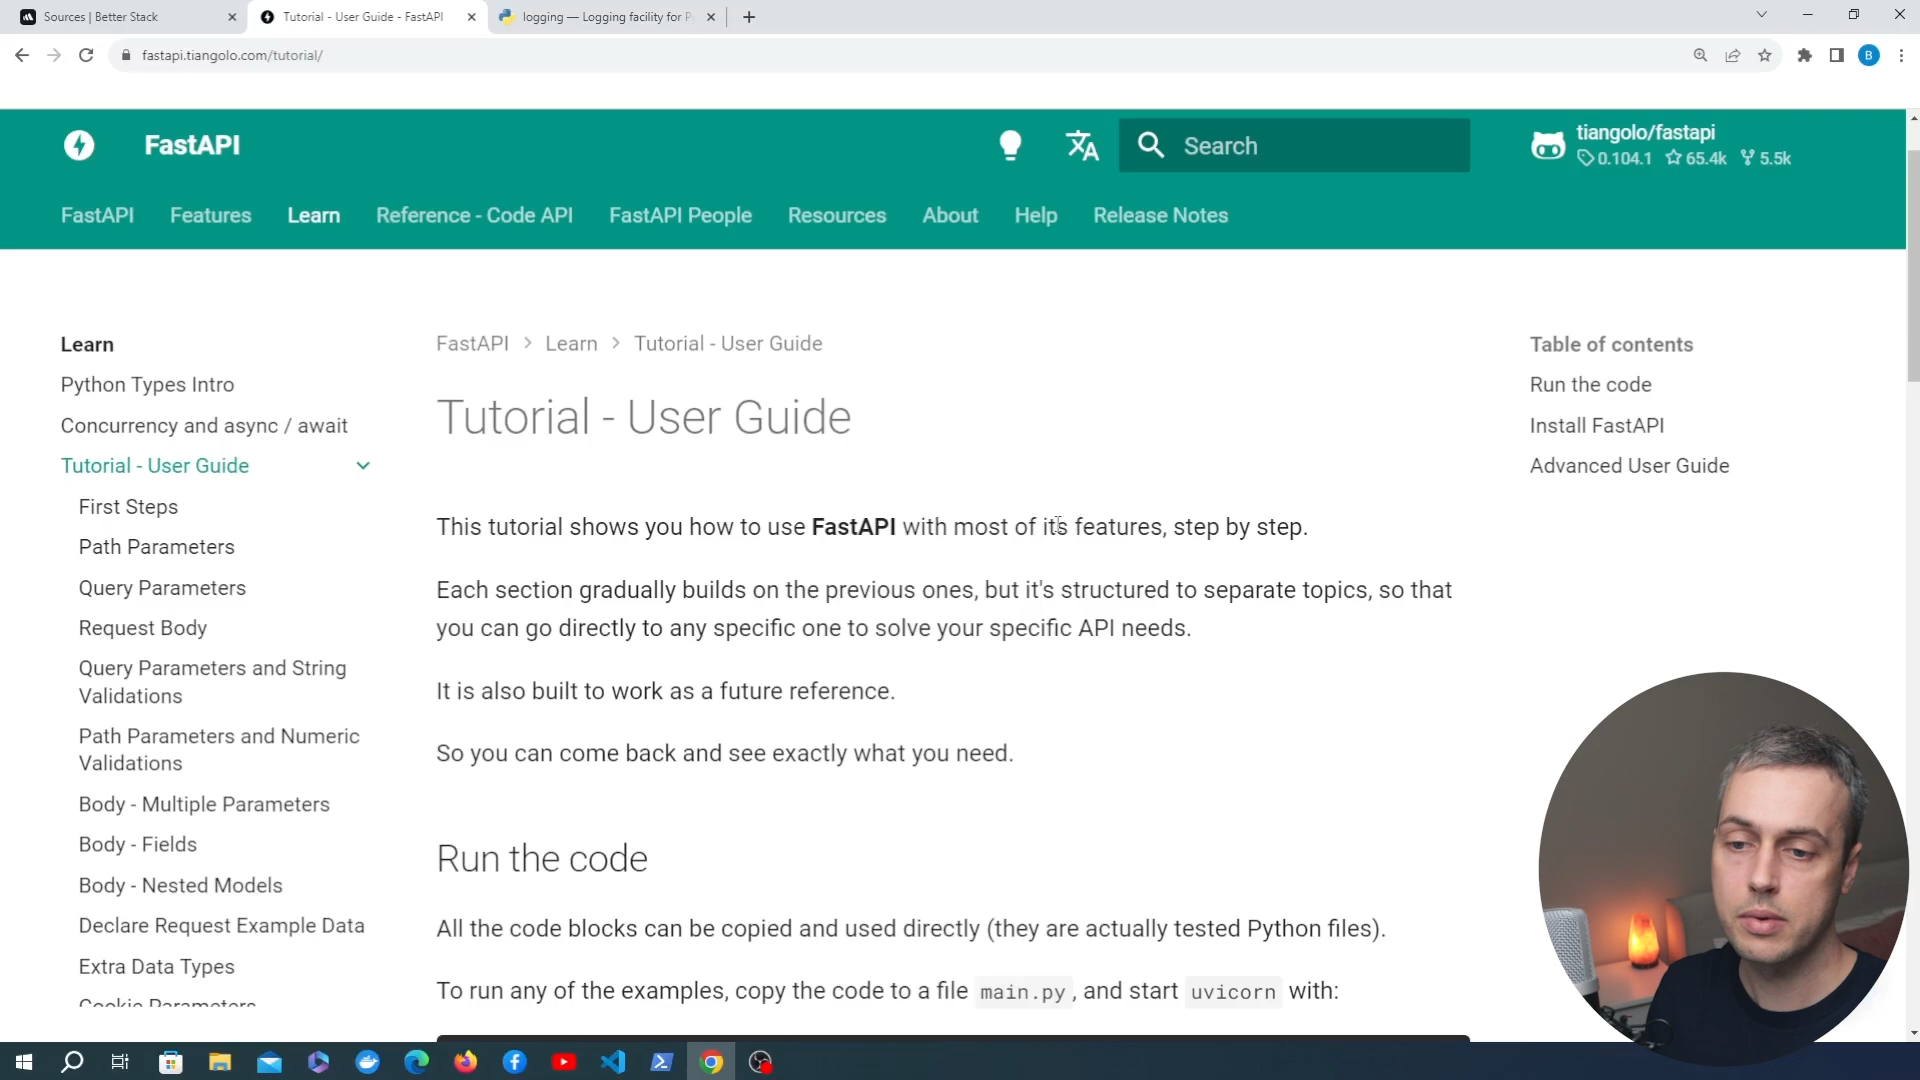 Sources | Better Stack
Tutorial - User Guide - FastAPI
logging — Logging facility for P
fastapi.tiangolo.com/tutorial/
B
FastAPI
Search
tiangolo/fastapi
0.104.1 65.4k 5.5k
FastAPI Features Learn Reference - Code API FastAPI People Resources About Help Release Notes
Learn
Python Types Intro
Concurrency and async / await
Tutorial - User Guide
First Steps
Path Parameters
Query Parameters
Request Body
Query Parameters and String
Validations
Path Parameters and Numeric
Validations
Body - Multiple Parameters
Body - Fields
Body - Nested Models
Declare Request Example Data
Extra Data Types
Cookie Parameters
FastAPI > Learn > Tutorial - User Guide
Tutorial - User Guide
This tutorial shows you how to use FastAPI with most of its features, step by step.
Each section gradually builds on the previous ones, but it's structured to separate topics, so that
you can go directly to any specific one to solve your specific API needs.
It is also built to work as a future reference.
So you can come back and see exactly what you need.
Run the code
All the code blocks can be copied and used directly (they are actually tested Python files).
To run any of the examples, copy the code to a file main.py, and start uvicorn with:
Table of contents
Run the code
Install FastAPI
Advanced User Guide